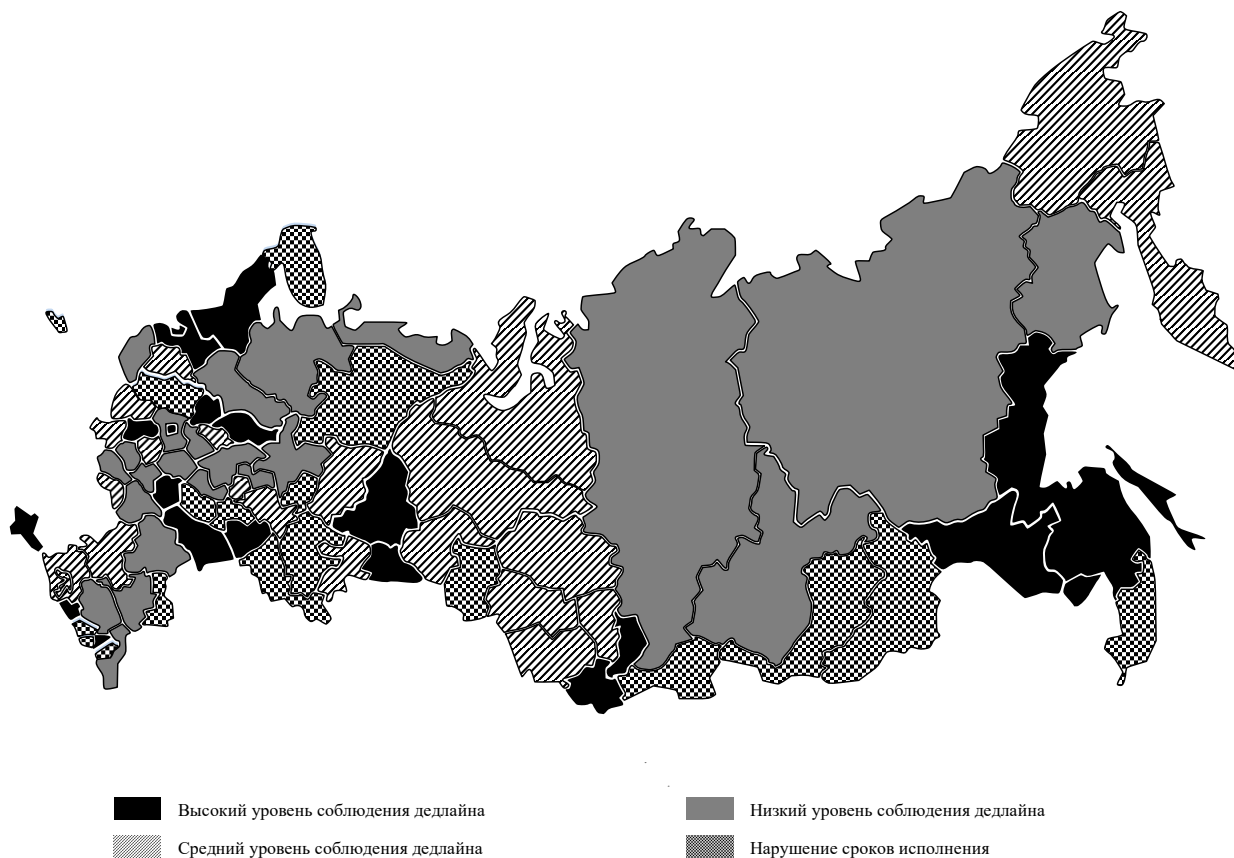 Высокий уровень соблюдения дедлайна
Низкий уровень соблюдения дедлайна
Средний уровень соблюдения дедлайна
Нарушение сроков исполнения